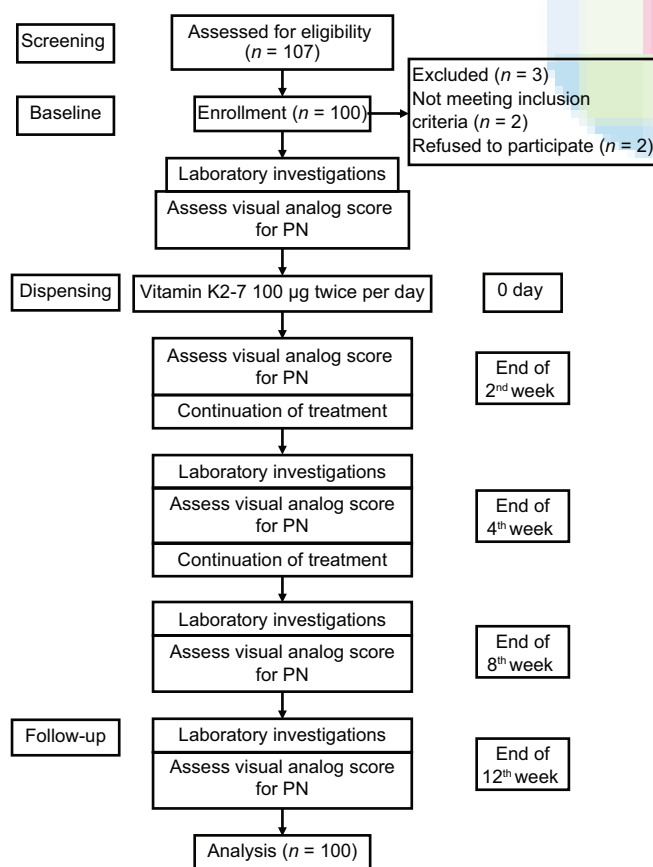 Screening
Assessed for eligibility
(n = 107)
Baseline
Enrollment (n = 100)
Excluded (n = 3)
Not meeting inclusion
criteria (n = 2)
Refused to participate (n = 2)
Laboratory investigations
Assess visual analog score
for PN
Dispensing
Vitamin K2-7 100 µg twice per day
0 day
Assess visual analog score
for PN
Continuation of treatment
End of
2nd week
Laboratory investigations
Assess visual analog score
for PN
Continuation of treatment
End of
4th week
Laboratory investigations
Assess visual analog score
for PN
End of
8th week
Follow-up
Laboratory investigations
Assess visual analog score
for PN
End of
12th week
Analysis (n = 100)